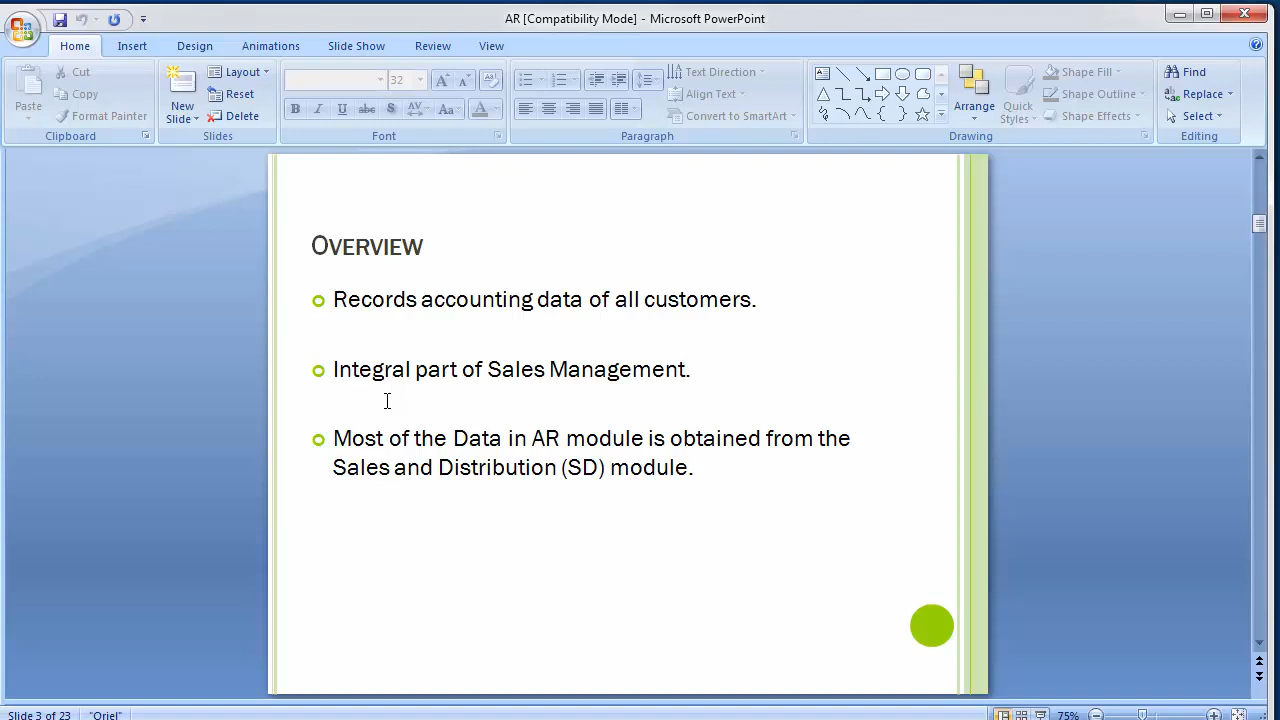 AR [Compatibility Mode] - Microsoft PowerPoint
Home Insert Design Animations Slide Show Review View
Paste
Cut
Copy
Format Painter
Clipboard
New
Slide
Layout
Reset
Delete
Slides
32
B I U abc S AV Aa A
Font
Text Direction
Align Text
Convert to SmartArt
Paragraph
Arrange
Quick
Styles
Shape Fill
Shape Outline
Shape Effects
Drawing
Find
Replace
Select
Editing
OVERVIEW
Records accounting data of all customers.
Integral part of Sales Management.
Most of the Data in AR module is obtained from the
Sales and Distribution (SD) module.
Slide 3 of 23 "Oriel" 75%